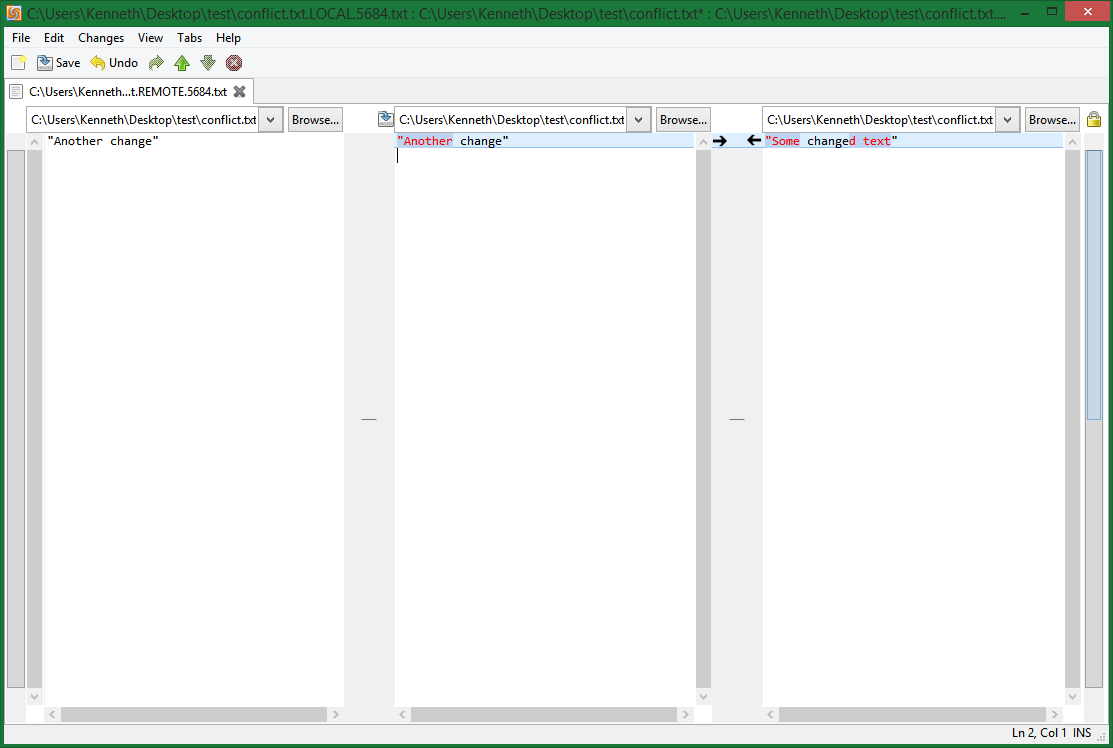 C:\Users\Kenneth\Desktop\test\conflict.txt.LOCAL.5684.txt : C:\Users\Kenneth\Desktop\test\conflict.txt* : C:\Users\Kenneth\Desktop\test\conflict.txt....
File Edit Changes View Tabs Help
Save Undo
C:\Users\Kenneth...t.REMOTE.5684.txt
C:\Users\Kenneth\Desktop\test\conflict.txt Browse... C:\Users\Kenneth\Desktop\test\conflict.txt Browse... C:\Users\Kenneth\Desktop\test\conflict.txt Browse...
"Another change" "Another change" "Some changed text"
Ln 2, Col 1 INS